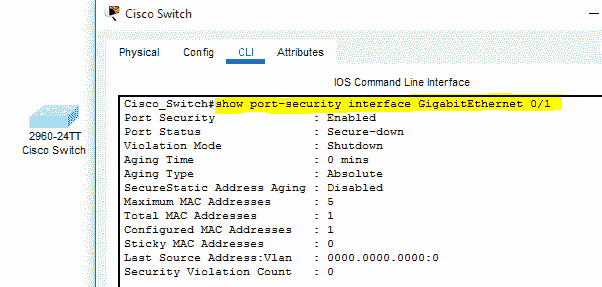 Cisco Switch
Physical Config CLI Attributes
IOS Command Line Interface
2960-24TT
Cisco Switch
Cisco_Switch#show port-security interface GigabitEthernet 0/1
Port Security : Enabled
Port Status : Secure-down
Violation Mode : Shutdown
Aging Time : 0 mins
Aging Type : Absolute
SecureStatic Address Aging : Disabled
Maximum MAC Addresses : 5
Total MAC Addresses : 1
Configured MAC Addresses : 1
Sticky MAC Addresses : 0
Last Source Address:Vlan : 0000.0000.0000:0
Security Violation Count : 0